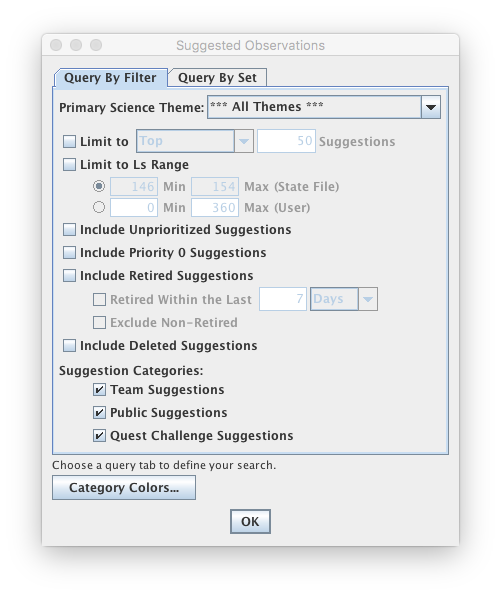 Suggested Observations
Query By Filter Query By Set
Primary Science Theme: *** All Themes ***
Limit to Top 50 Suggestions
Limit to Ls Range
146 Min 154 Max (State File)
0 Min 360 Max (User)
Include Unprioritized Suggestions
Include Priority 0 Suggestions
Include Retired Suggestions
Retired Within the Last 7 Days
Exclude Non-Retired
Include Deleted Suggestions
Suggestion Categories:
Team Suggestions
Public Suggestions
Quest Challenge Suggestions
Choose a query tab to define your search.
Category Colors...
OK